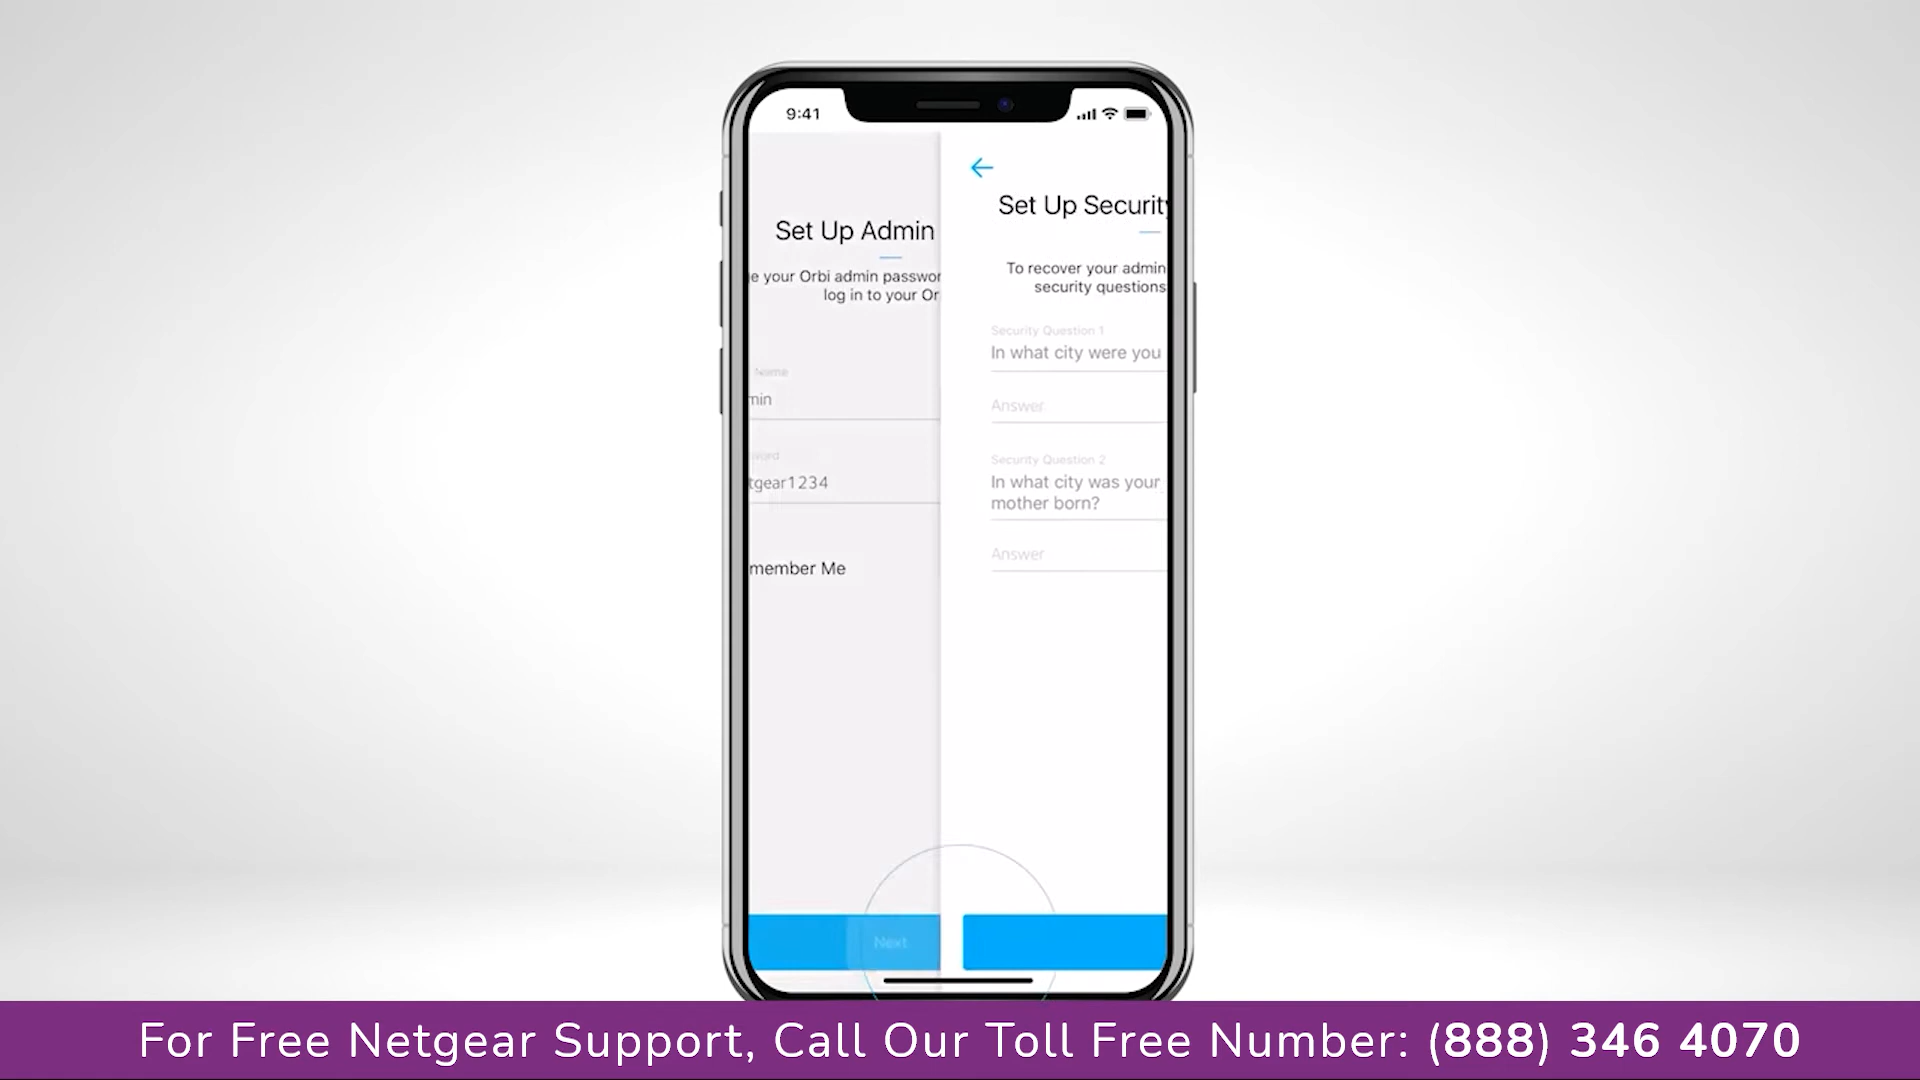 9:41
Set Up Admin
e your Orbi admin passwor
log in to your Or
Name
min
word
tgear1234
member Me
Next
Set Up Security
To recover your admin
security questions
Security Question 1
In what city were you
Answer
Security Question 2
In what city was your
mother born?
Answer
For Free Netgear Support, Call Our Toll Free Number: (888) 346 4070